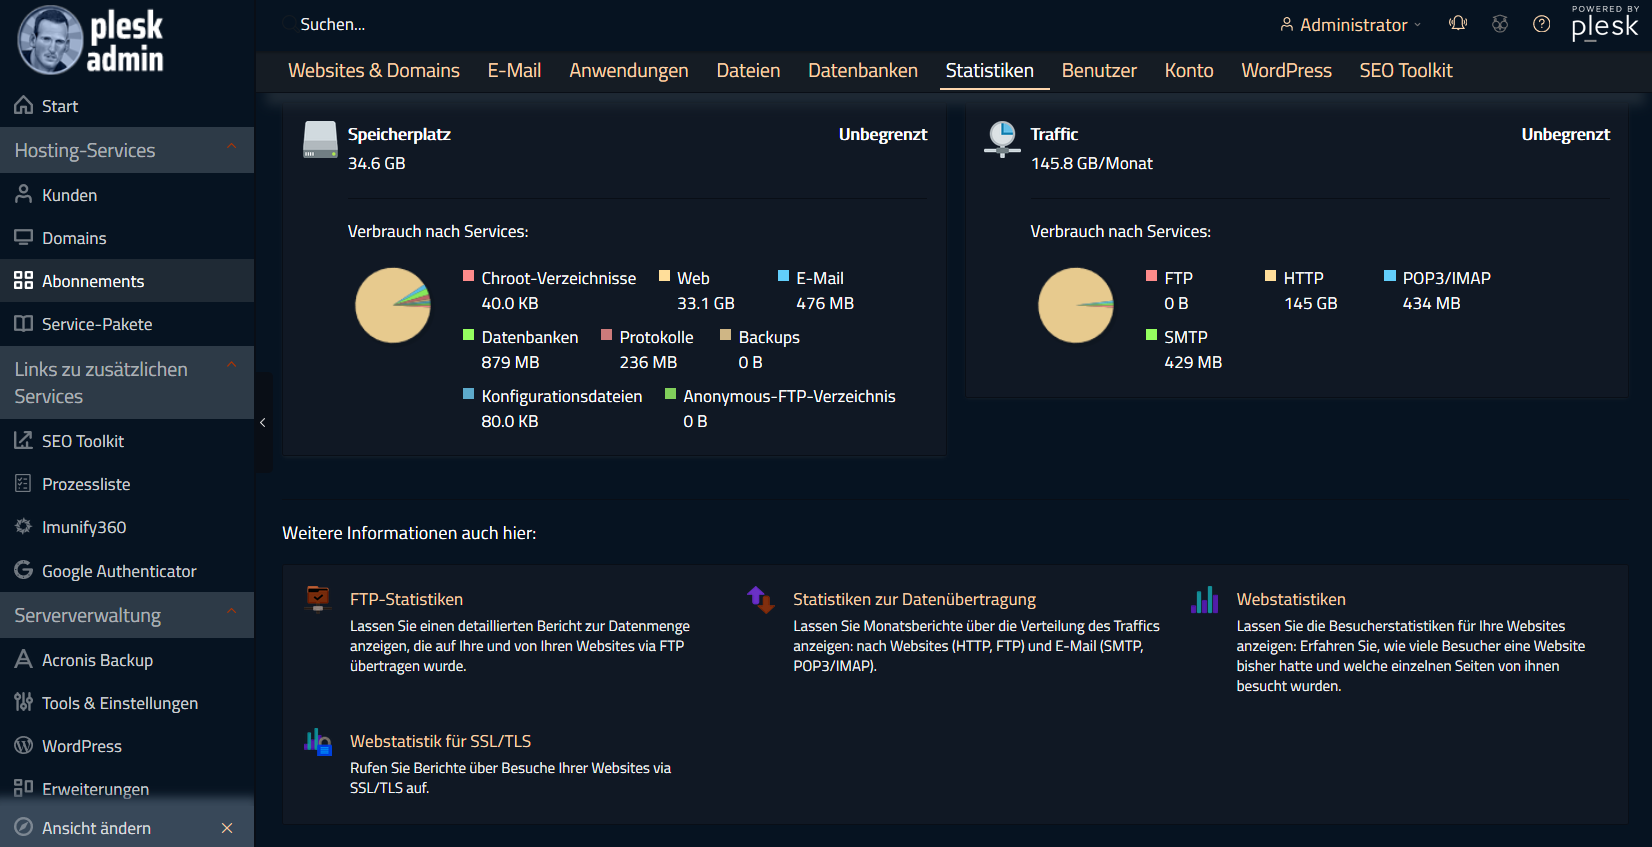 plesk
admin
Suchen...
Administrator
POWERED BY
plesk
Websites & Domains
E-Mail
Anwendungen
Dateien
Datenbanken
Statistiken
Benutzer
Konto
WordPress
SEO Toolkit
Start
Hosting-Services
Kunden
Domains
Abonnements
Service-Pakete
Links zu zusätzlichen
Services
SEO Toolkit
Prozessliste
Imunify360
Google Authenticator
Serververwaltung
Acronis Backup
Tools & Einstellungen
WordPress
Erweiterungen
Ansicht ändern
Speicherplatz
Unbegrenzt
34.6 GB
Verbrauch nach Services:
Chroot-Verzeichnisse
40.0 KB
Web
33.1 GB
E-Mail
476 MB
Datenbanken
879 MB
Protokolle
236 MB
Backups
0 B
Konfigurationsdateien
80.0 KB
Anonymous-FTP-Verzeichnis
0 B
Traffic
Unbegrenzt
145.8 GB/Monat
Verbrauch nach Services:
FTP
0 B
HTTP
145 GB
POP3/IMAP
434 MB
SMTP
429 MB
Weitere Informationen auch hier:
FTP-Statistiken
Lassen Sie einen detaillierten Bericht zur Datenmenge
anzeigen, die auf Ihre und von Ihren Websites via FTP
übertragen wurde.
Statistiken zur Datenübertragung
Lassen Sie Monatsberichte über die Verteilung des Traffics
anzeigen: nach Websites (HTTP, FTP) und E-Mail (SMTP,
POP3/IMAP).
Webstatistiken
Lassen Sie die Besucherstatistiken für Ihre Websites
anzeigen: Erfahren Sie, wie viele Besucher eine Website
bisher hatte und welche einzelnen Seiten von ihnen
besucht wurden.
Webstatistik für SSL/TLS
Rufen Sie Berichte über Besuche Ihrer Websites via
SSL/TLS auf.